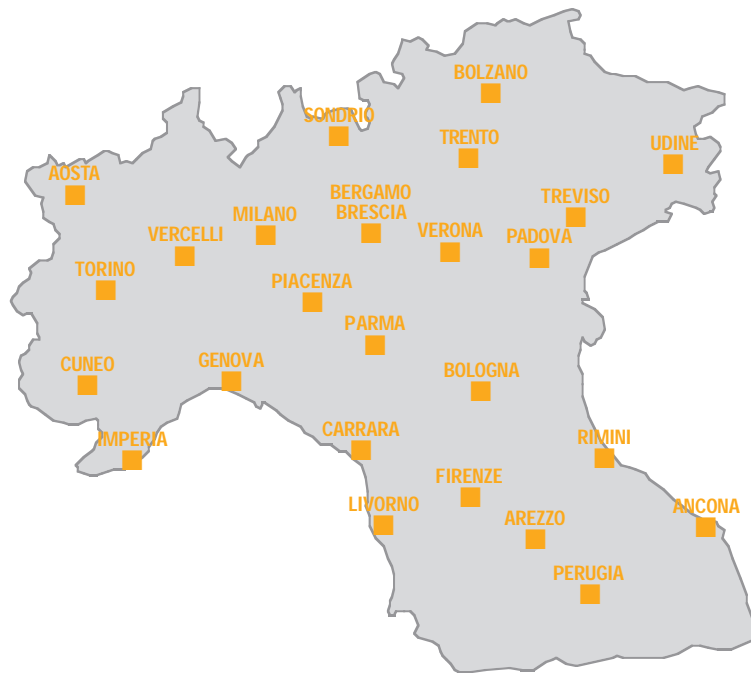 BOLZANO
SONDRIO
TRENTO
UDINE
AOSTA
BERGAMO
BRESCIA
TREVISO
MILANO
VERCELLI
VERONA
PADOVA
TORINO
PIACENZA
PARMA
CUNEO
GENOVA
BOLOGNA
CARRARA
RIMINI
IMPERIA
FIRENZE
LIVORNO
ANCONA
AREZZO
PERUGIA